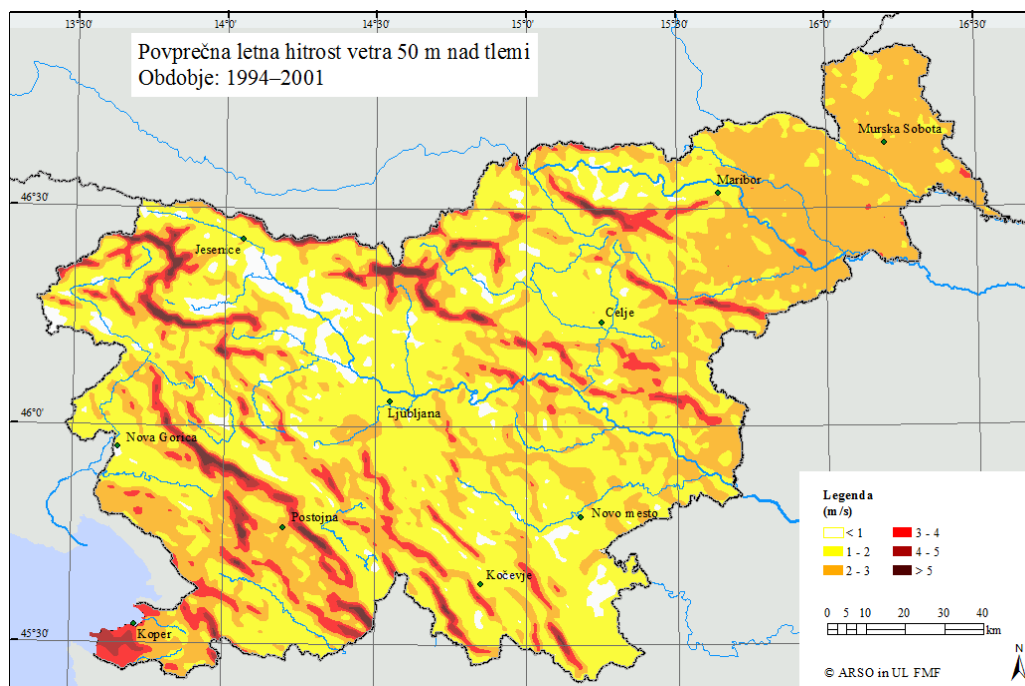 13°30' 14°0' 14°30' 15°0' 15°30' 16°0' 16°30'
Povprečna letna hitrost vetra 50 m nad tlemi
Obdobje: 1994–2001
Murska Sobota
Maribor
46°30'
Jesenice
Celje
Ljubljana
46°0'
Nova Gorica
Novo mesto
Postojna
Kočevje
Koper
45°30'
Legenda
(m/s)
< 1 3 - 4
1 - 2 4 - 5
2 - 3 > 5
0 5 10 20 30 40
km
N
© ARSO in UL FMF